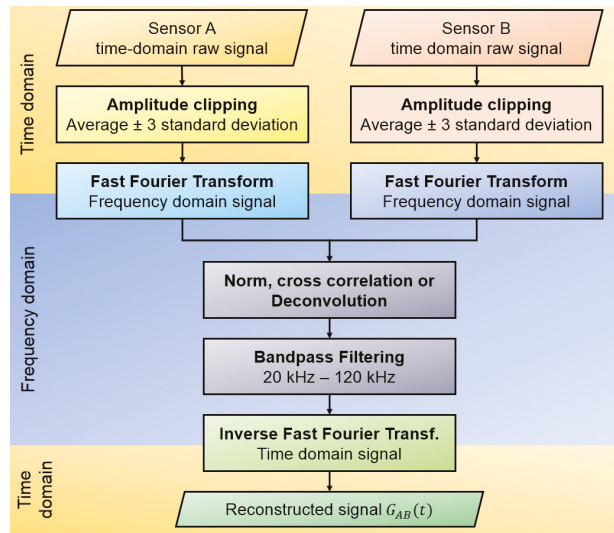 Time domain
Sensor A
time-domain raw signal
Sensor B
time domain raw signal
Amplitude clipping
Average ± 3 standard deviation
Amplitude clipping
Average ± 3 standard deviation
Fast Fourier Transform
Frequency domain signal
Fast Fourier Transform
Frequency domain signal
Frequency domain
Norm, cross correlation or
Deconvolution
Bandpass Filtering
20 kHz – 120 kHz
Inverse Fast Fourier Transf.
Time domain signal
Time
domain
Reconstructed signal G_{AB}(t)